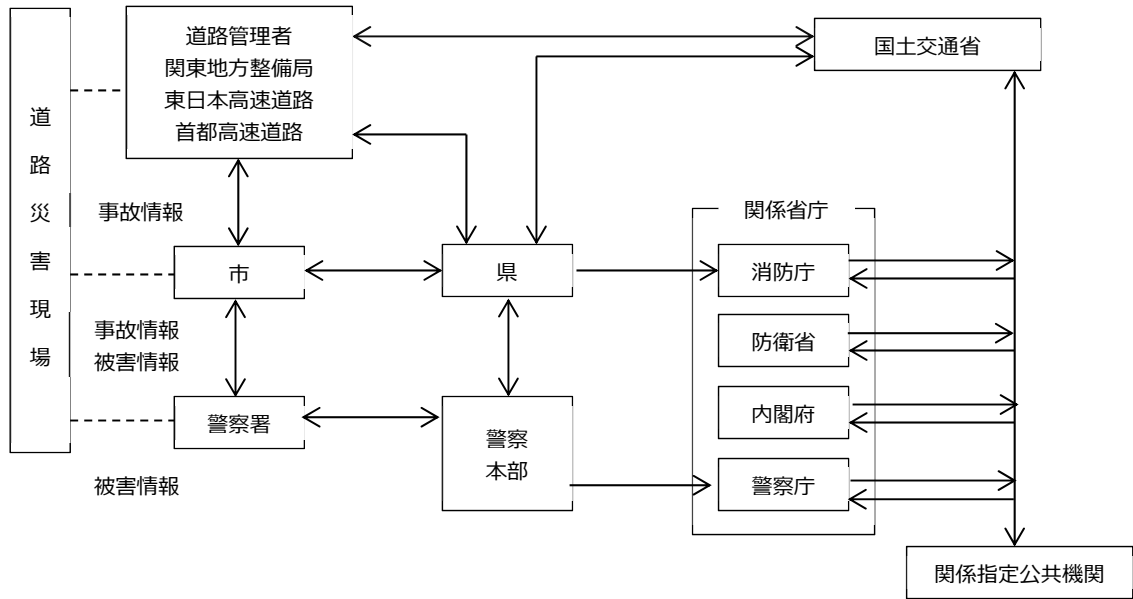 道路災害現場
道路管理者
関東地方整備局
東日本高速道路
首都高速道路
国土交通省
事故情報
関係省庁
市
県
消防庁
事故情報
被害情報
防衛省
内閣府
警察署
警察
本部
警察庁
被害情報
関係指定公共機関